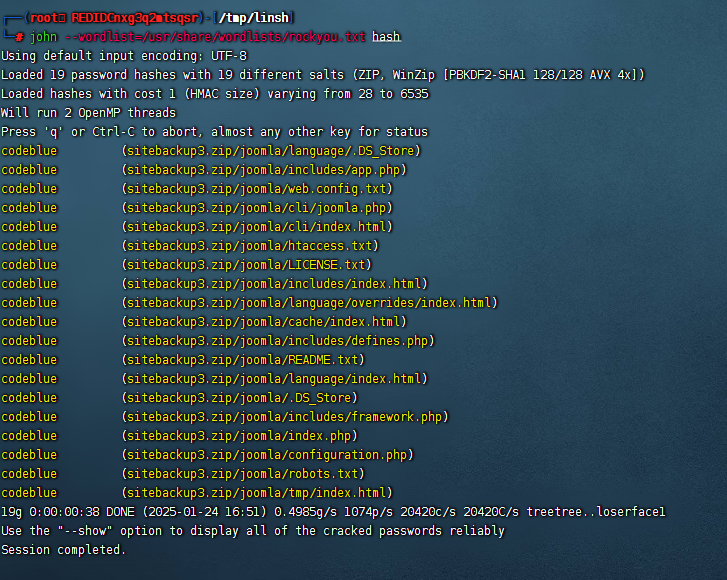 ┌──(root㉿ REDIDCnxg3q2mtsqsr)-[/tmp/linsh]
└─# john --wordlist=/usr/share/wordlists/rockyou.txt hash
Using default input encoding: UTF-8
Loaded 19 password hashes with 19 different salts (ZIP, WinZip [PBKDF2-SHA1 128/128 AVX 4x])
Loaded hashes with cost 1 (HMAC size) varying from 28 to 6535
Will run 2 OpenMP threads
Press 'q' or Ctrl-C to abort, almost any other key for status
codeblue         (sitebackup3.zip/joomla/language/.DS_Store)
codeblue         (sitebackup3.zip/joomla/includes/app.php)
codeblue         (sitebackup3.zip/joomla/web.config.txt)
codeblue         (sitebackup3.zip/joomla/cli/joomla.php)
codeblue         (sitebackup3.zip/joomla/cli/index.html)
codeblue         (sitebackup3.zip/joomla/htaccess.txt)
codeblue         (sitebackup3.zip/joomla/LICENSE.txt)
codeblue         (sitebackup3.zip/joomla/includes/index.html)
codeblue         (sitebackup3.zip/joomla/language/overrides/index.html)
codeblue         (sitebackup3.zip/joomla/cache/index.html)
codeblue         (sitebackup3.zip/joomla/includes/defines.php)
codeblue         (sitebackup3.zip/joomla/README.txt)
codeblue         (sitebackup3.zip/joomla/language/index.html)
codeblue         (sitebackup3.zip/joomla/.DS_Store)
codeblue         (sitebackup3.zip/joomla/includes/framework.php)
codeblue         (sitebackup3.zip/joomla/index.php)
codeblue         (sitebackup3.zip/joomla/configuration.php)
codeblue         (sitebackup3.zip/joomla/robots.txt)
codeblue         (sitebackup3.zip/joomla/tmp/index.html)
19g 0:00:00:38 DONE (2025-01-24 16:51) 0.4985g/s 1074p/s 20420c/s 20420C/s treetree..loserface1
Use the "--show" option to display all of the cracked passwords reliably
Session completed.